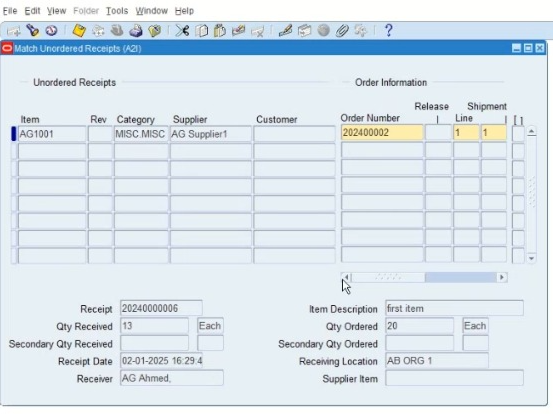 File Edit View Folder Tools Window Help
Match Unordered Receipts (A2I)
Unordered Receipts
Order Information
Release Shipment
Item Rev Category Supplier Customer Order Number | Line | [ ]
AG1001 MISC.MISC AG Supplier1 202400002 1 1
Receipt 20240000006 Item Description first item
Qty Received 13 Each Qty Ordered 20 Each
Secondary Qty Received Secondary Qty Ordered
Receipt Date 02-01-2025 16:29:4 Receiving Location AB ORG 1
Receiver AG Ahmed, Supplier Item